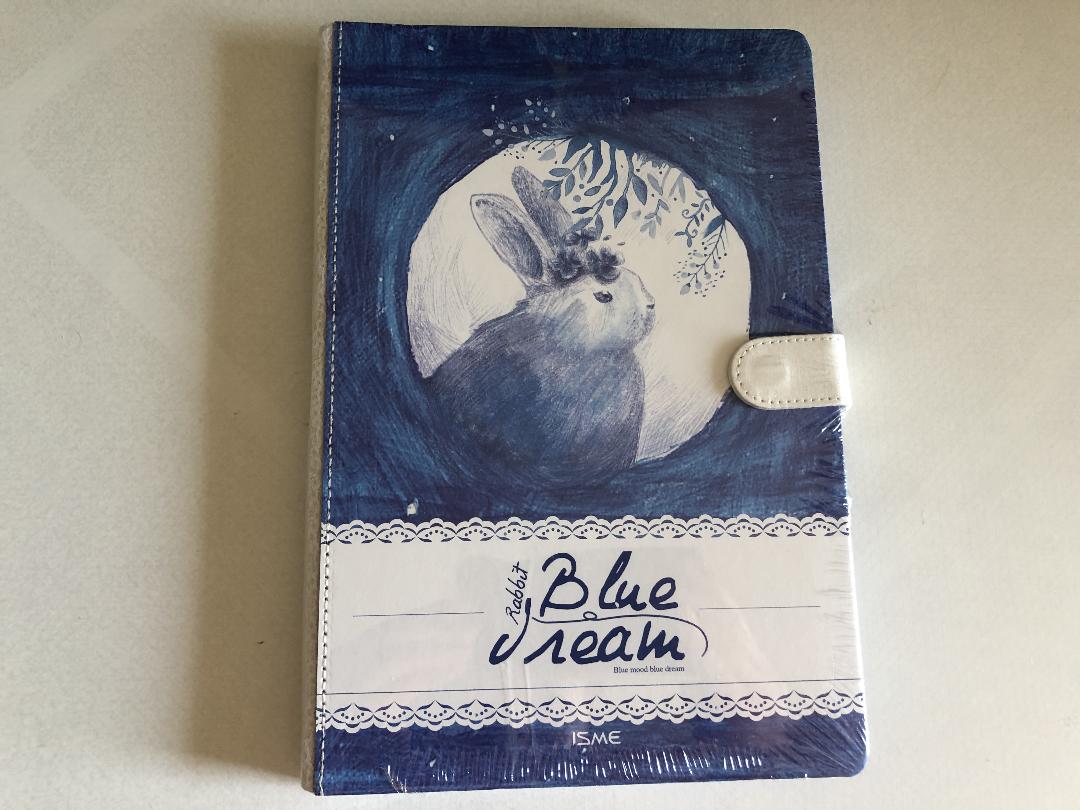 Rabbit
Blue
dream
Blue mood blue dream
ISME